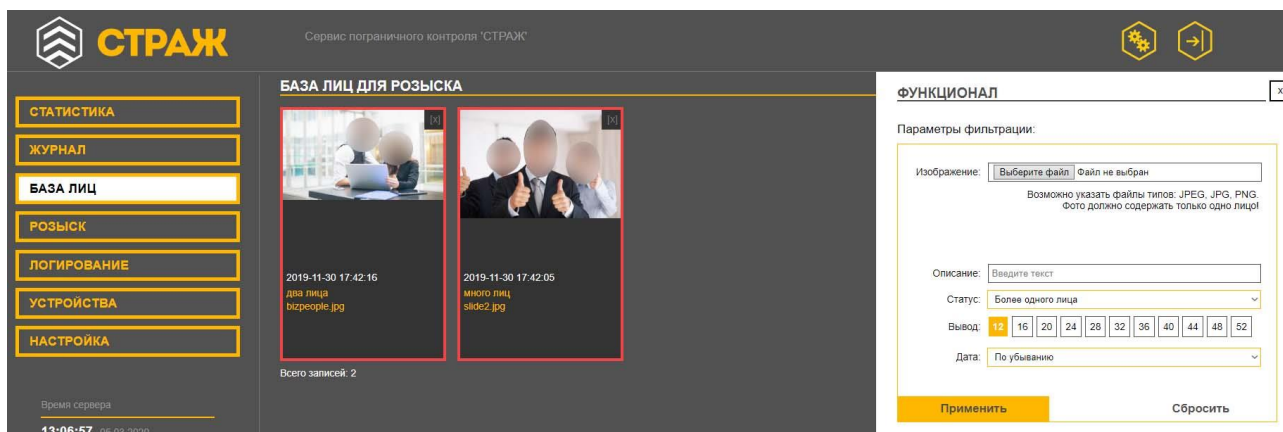 СТРАЖ
Сервис пограничного контроля 'СТРАЖ'
СТАТИСТИКА
ЖУРНАЛ
БАЗА ЛИЦ
РОЗЫСК
ЛОГИРОВАНИЕ
УСТРОЙСТВА
НАСТРОЙКА
Время сервера
13:06:57 05.03.2020
БАЗА ЛИЦ ДЛЯ РОЗЫСКА
[x]
2019-11-30 17:42:16
два лица
bizpeople.jpg
[x]
2019-11-30 17:42:05
много лиц
slide2.jpg
Всего записей: 2
ФУНКЦИОНАЛ
x
Параметры фильтрации:
Изображение: Выберите файл Файл не выбран
Возможно указать файлы типов: JPEG, JPG, PNG.
Фото должно содержать только одно лицо!
Описание: Введите текст
Статус: Более одного лица
Вывод: 12 16 20 24 28 32 36 40 44 48 52
Дата: По убыванию
Применить Сбросить